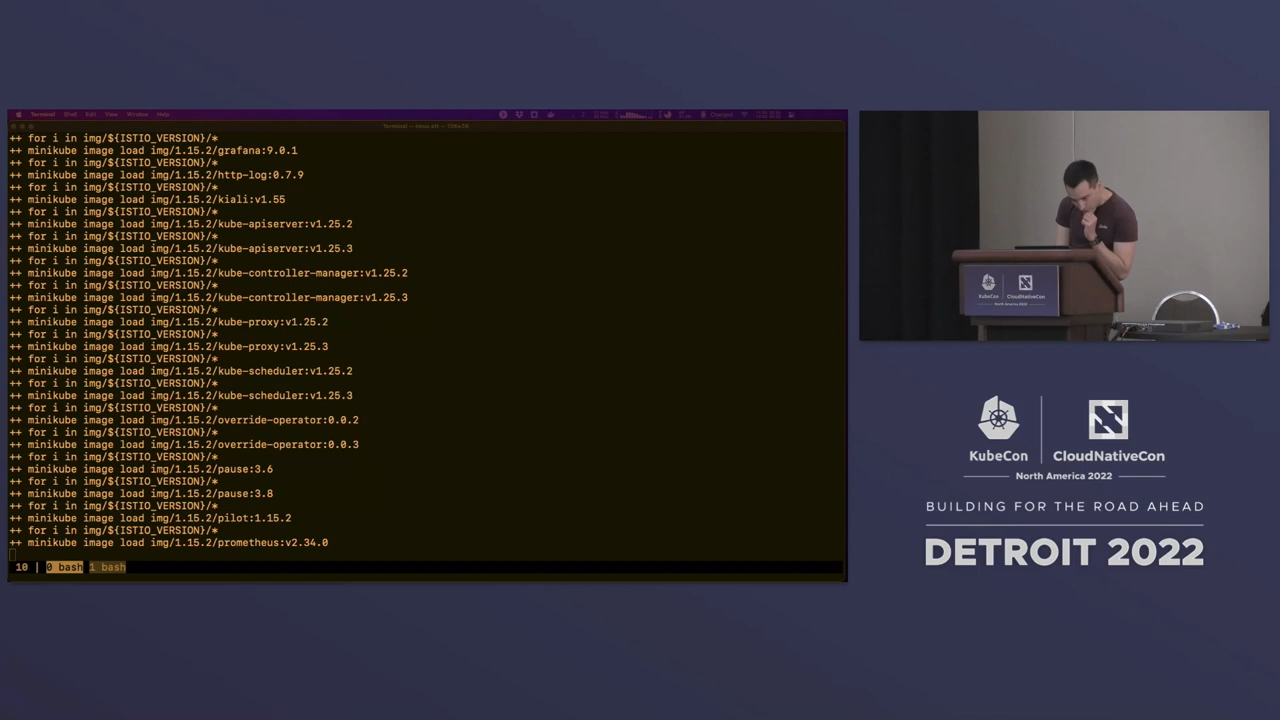 Terminal Shell Edit View Window Help
++ for i in img/${ISTIO_VERSION}/*
++ minikube image load img/1.15.2/grafana:9.0.1
++ for i in img/${ISTIO_VERSION}/*
++ minikube image load img/1.15.2/http-log:0.7.9
++ for i in img/${ISTIO_VERSION}/*
++ minikube image load img/1.15.2/kiali:v1.55
++ for i in img/${ISTIO_VERSION}/*
++ minikube image load img/1.15.2/kube-apiserver:v1.25.2
++ for i in img/${ISTIO_VERSION}/*
++ minikube image load img/1.15.2/kube-apiserver:v1.25.3
++ for i in img/${ISTIO_VERSION}/*
++ minikube image load img/1.15.2/kube-controller-manager:v1.25.2
++ for i in img/${ISTIO_VERSION}/*
++ minikube image load img/1.15.2/kube-controller-manager:v1.25.3
++ for i in img/${ISTIO_VERSION}/*
++ minikube image load img/1.15.2/kube-proxy:v1.25.2
++ for i in img/${ISTIO_VERSION}/*
++ minikube image load img/1.15.2/kube-proxy:v1.25.3
++ for i in img/${ISTIO_VERSION}/*
++ minikube image load img/1.15.2/kube-scheduler:v1.25.2
++ for i in img/${ISTIO_VERSION}/*
++ minikube image load img/1.15.2/kube-scheduler:v1.25.3
++ for i in img/${ISTIO_VERSION}/*
++ minikube image load img/1.15.2/override-operator:0.0.2
++ for i in img/${ISTIO_VERSION}/*
++ minikube image load img/1.15.2/override-operator:0.0.3
++ for i in img/${ISTIO_VERSION}/*
++ minikube image load img/1.15.2/pause:3.6
++ for i in img/${ISTIO_VERSION}/*
++ minikube image load img/1.15.2/pause:3.8
++ for i in img/${ISTIO_VERSION}/*
++ minikube image load img/1.15.2/pilot:1.15.2
++ for i in img/${ISTIO_VERSION}/*
++ minikube image load img/1.15.2/prometheus:v2.34.0
10 | 0 bash 1 bash
KubeCon CloudNativeCon
North America 2022
KubeCon CloudNativeCon
North America 2022
BUILDING FOR THE ROAD AHEAD
DETROIT 2022